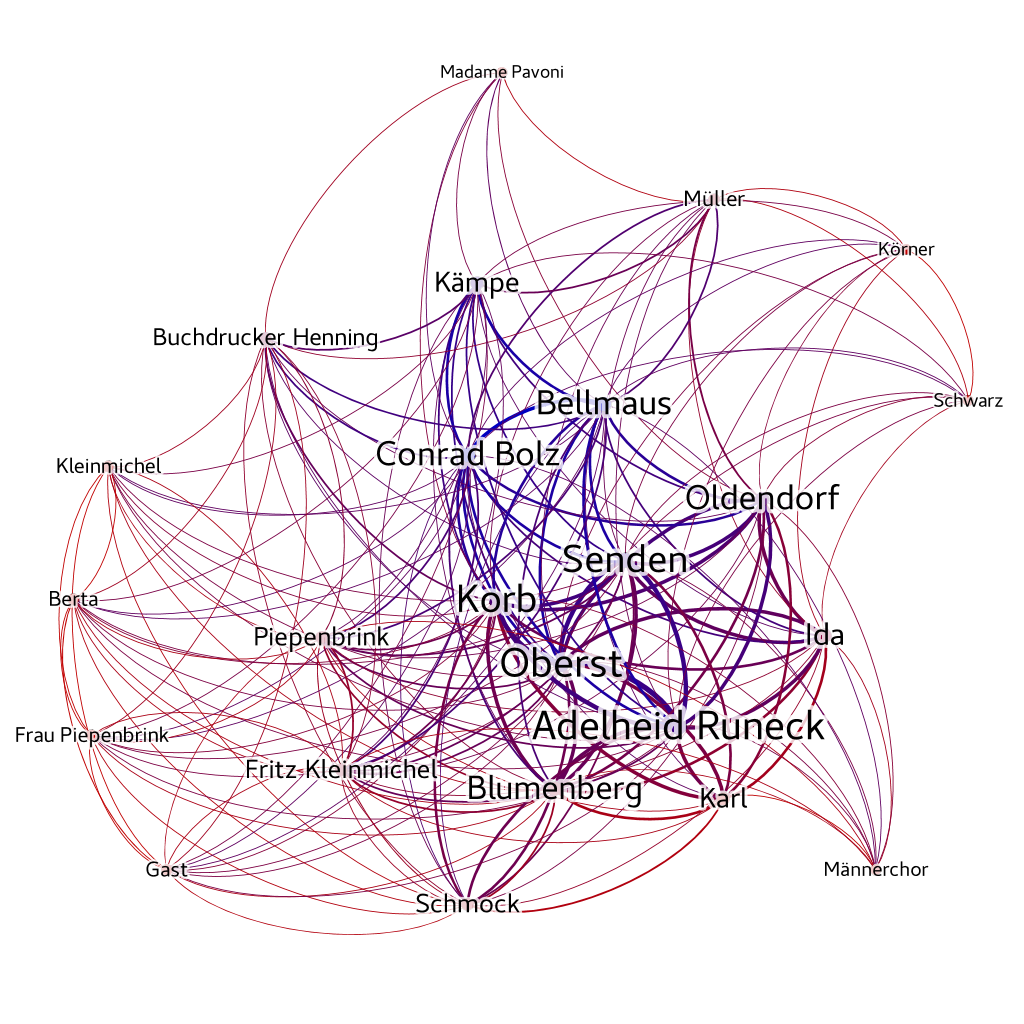 Madame Pavoni
Müller
Körner
Kämpe
Buchdrucker Henning
Bellmaus
Schwarz
Conrad Bolz
Kleinmichel
Oldendorf
Senden
Korb
Berta
Piepenbrink
Ida
Oberst
Adelheid Runeck
Frau Piepenbrink
Fritz Kleinmichel
Blumenberg
Karl
Gast
Männerchor
Schmock